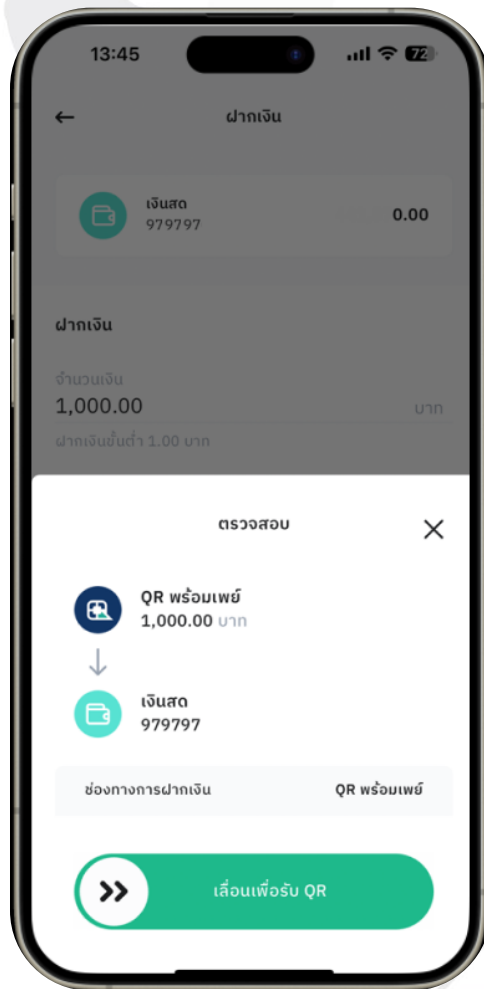 13:45
72
ฝากเงิน
เงินสด
979797
0.00
ฝากเงิน
จำนวนเงิน
1,000.00
บาท
ฝากเงินขั้นต่ำ 1.00 บาท
ตรวจสอบ
QR พร้อมเพย์
1,000.00 บาท
เงินสด
979797
ช่องทางการฝากเงิน
QR พร้อมเพย์
เลื่อนเพื่อรับ QR